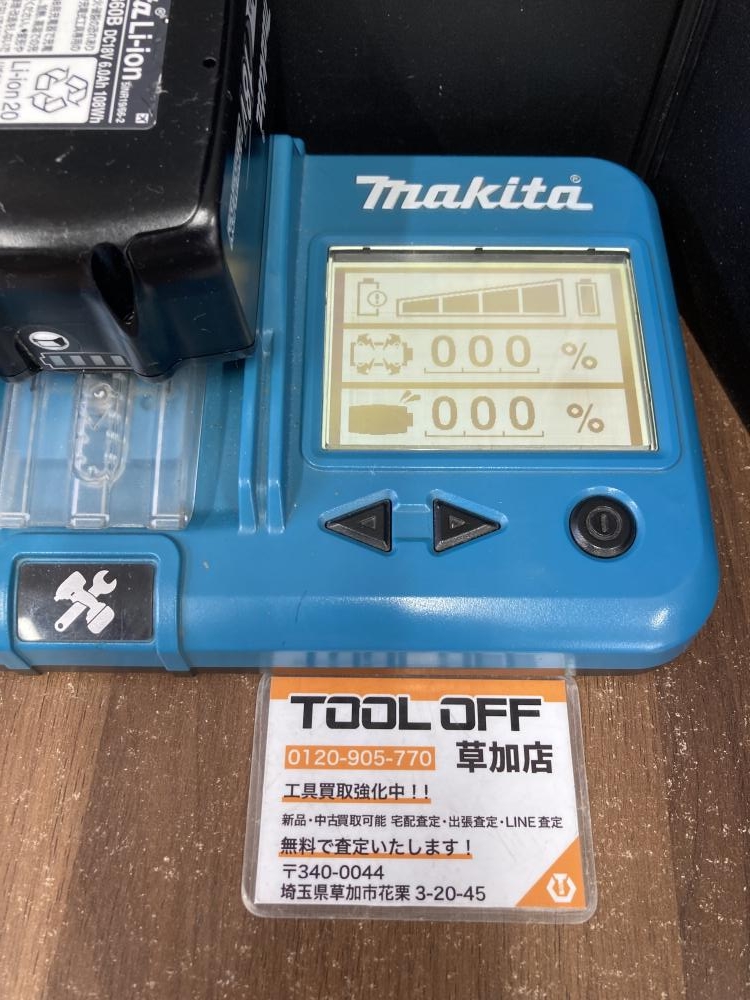 Li-ion
60B DC18V 6.0Ah 108Wh
Li-ion 20
makita®
000 %
000 %
TOOL OFF
0120-905-770 草加店
工具買取強化中!!
新品・中古買取可能 宅配査定・出張査定・LINE査定
無料で査定いたします!
〒340-0044
埼玉県草加市花栗 3-20-45